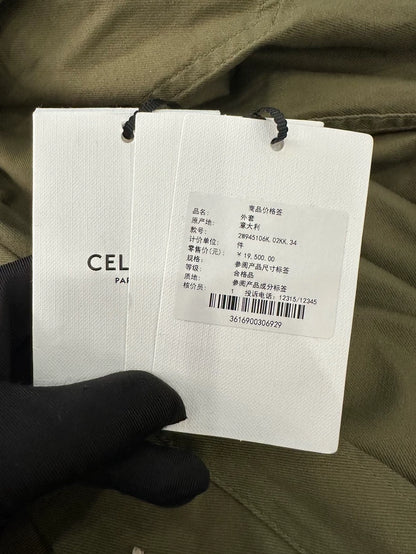 CEL
PAR
商品价格签
品名: 外套
原产地: 意大利
款号: 2W945106K.02KK.34
计价单位: 件
零售价(元): ￥19,500.00
规格: 参阅产品尺寸标签
等级: 合格品
质地: 参阅产品成分标签
核价员: 1 投诉电话: 12315/12345
3616900306929